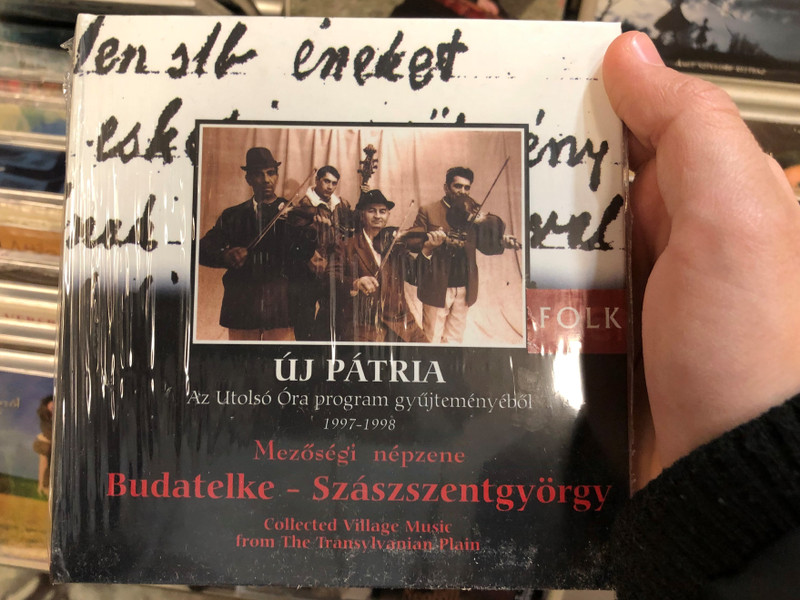 éneket
ény
FOLK
ÚJ PÁTRIA
Az Utolsó Óra program gyűjteményéből
1997-1998
Mezőségi népzene
Budatelke - Szászszentgyörgy
Collected Village Music
from The Transylvanian Plain